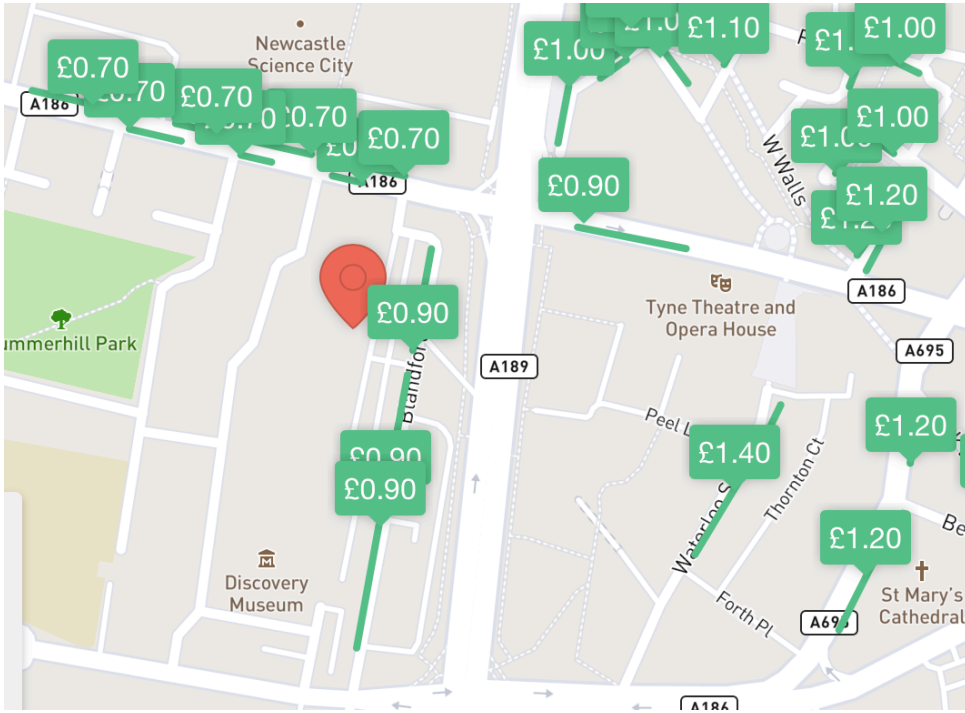 £1.00
£1.10
£1.00
Newcastle
Science City
£0.70
£0.70
£0.70
A186
£0.70
£0.70
£1.00
A186
W Walls
£0.90
£1.20
A186
Tyne Theatre and
Opera House
£0.90
ummerhill Park
A695
A189
Peel L
£1.20
£0.90
£1.40
£0.90
Thornton Ct
Waterloo S
Be
£1.20
Discovery
Museum
Forth Pl
St Mary's
Cathedral
A186